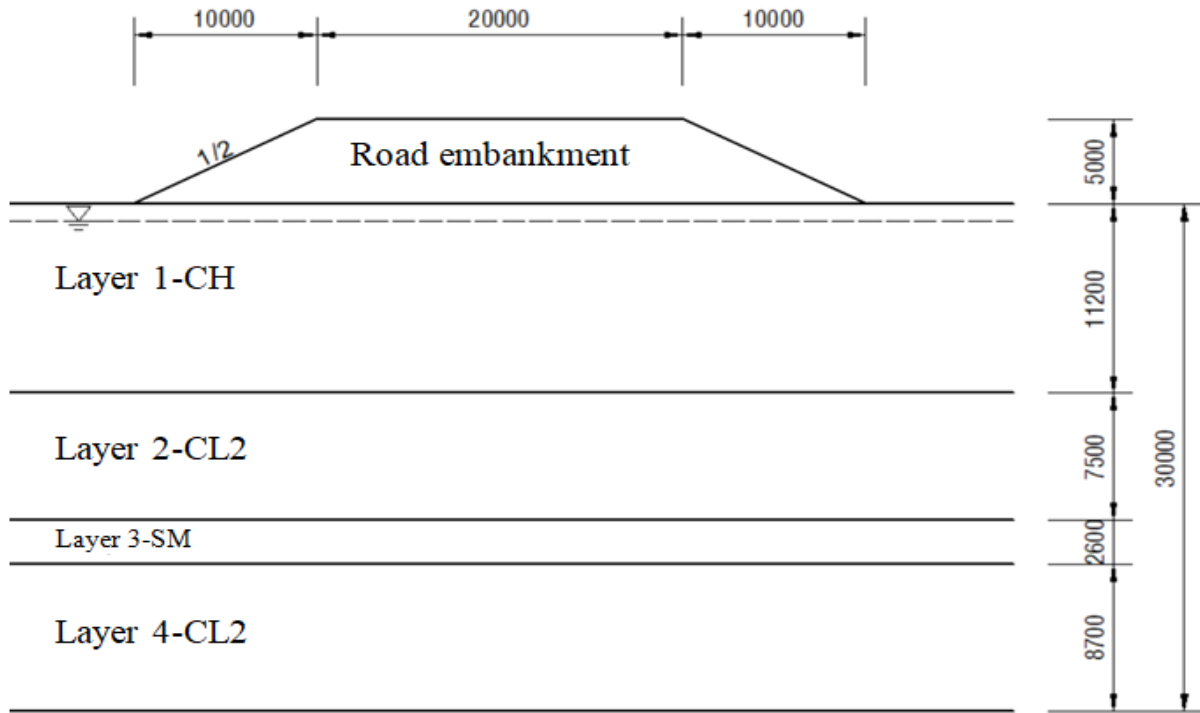 10000
20000
10000
1/2
Road embankment
5000
Layer 1-CH
11200
Layer 2-CL2
7500
30000
Layer 3-SM
2600
Layer 4-CL2
8700